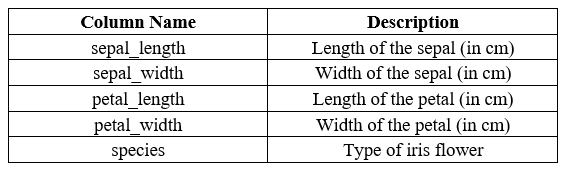 Column Name Description
sepal_length Length of the sepal (in cm)
sepal_width Width of the sepal (in cm)
petal_length Length of the petal (in cm)
petal_width Width of the petal (in cm)
species Type of iris flower